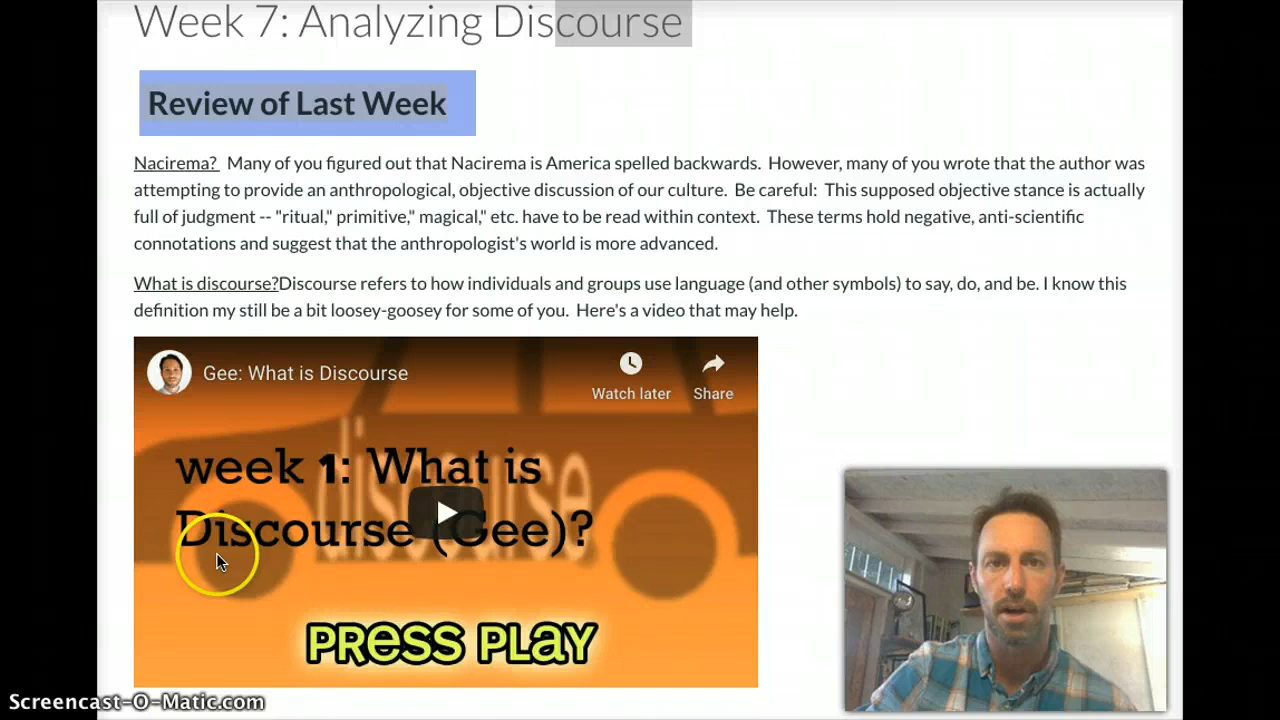 Week 7: Analyzing Discourse
Review of Last Week
Nacirema?  Many of you figured out that Nacirema is America spelled backwards.  However, many of you wrote that the author was
attempting to provide an anthropological, objective discussion of our culture.  Be careful:  This supposed objective stance is actually
full of judgment -- "ritual," primitive," magical," etc. have to be read within context.  These terms hold negative, anti-scientific
connotations and suggest that the anthropologist's world is more advanced.
What is discourse?Discourse refers to how individuals and groups use language (and other symbols) to say, do, and be. I know this
definition my still be a bit loosey-goosey for some of you.  Here's a video that may help.
Gee: What is Discourse
Watch later
Share
discourse
week 1: What is
Discourse (Gee)?
PRESS PLAY
Screencast-O-Matic.com